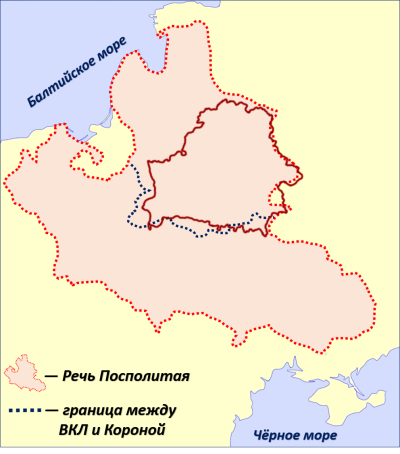 Балтийское море
— Речь Посполитая
— граница между
ВКЛ и Короной
Чёрное море